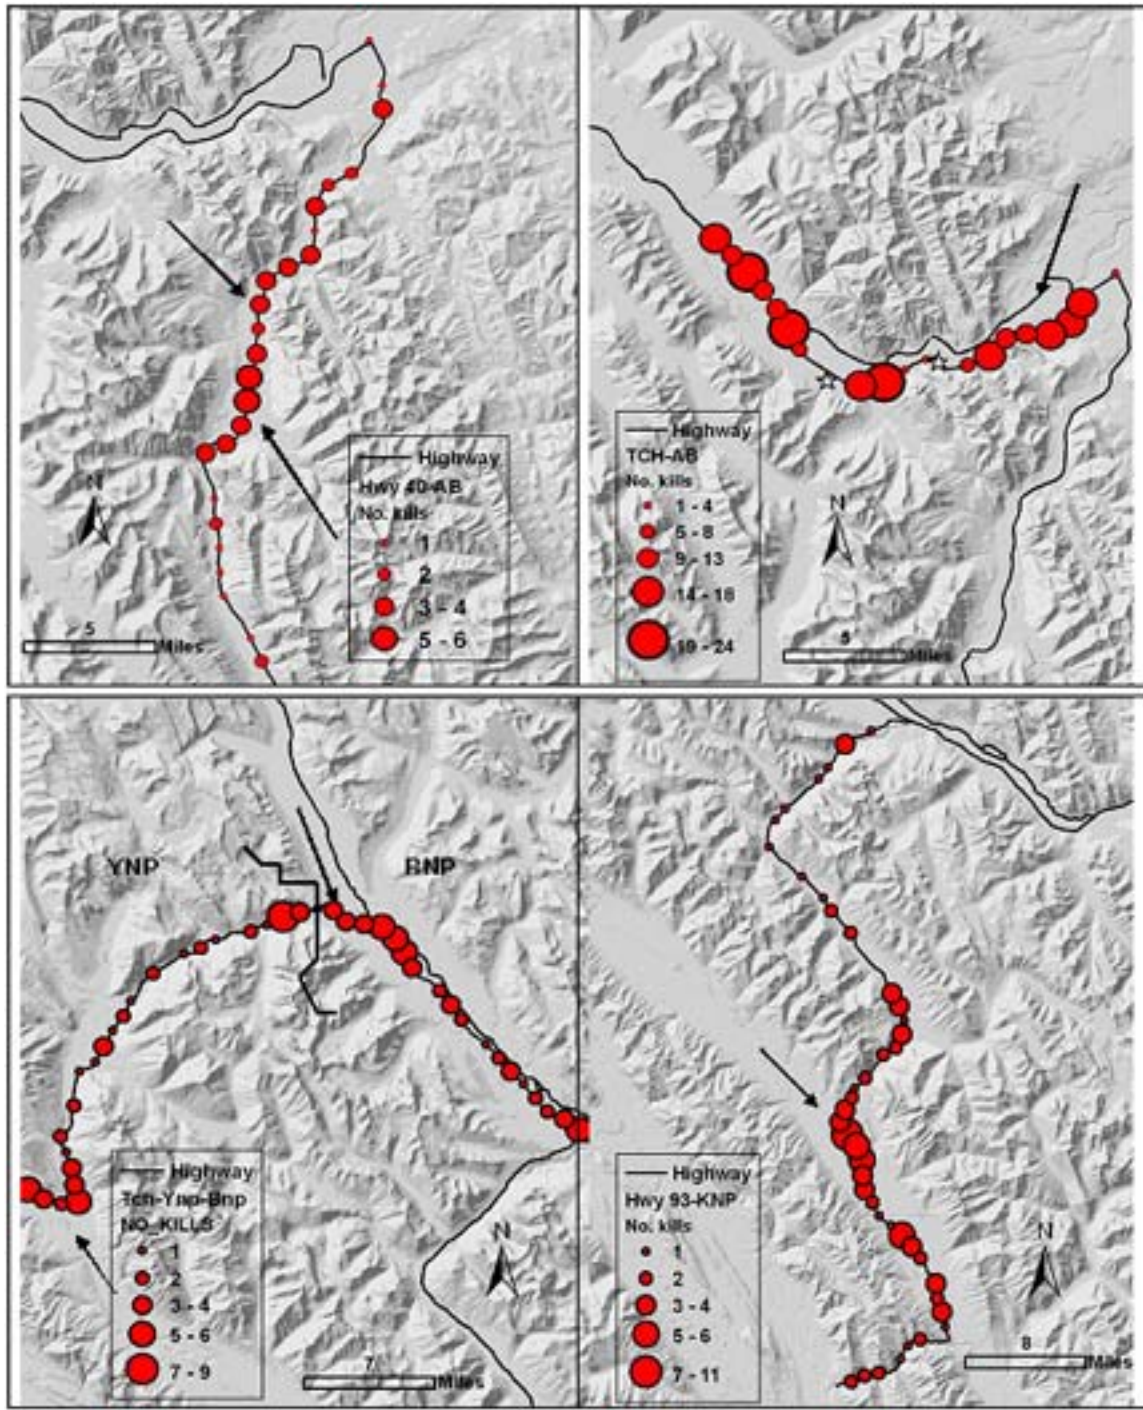 N
Highway
Hwy 40-AB
No. kills
1
2
3 - 4
5 - 6
5
Miles
Highway
TCH-AB
No. kills
1 - 4
5 - 8
9 - 13
14 - 18
19 - 24
N
5
Miles
YNP
BNP
Highway
Tch-Ynp-Bnp
NO_KILLS
1
2
3 - 4
5 - 6
7 - 9
N
7
Miles
Highway
Hwy 93-KNP
No. kills
1
2
3 - 4
5 - 6
7 - 11
N
8
Miles